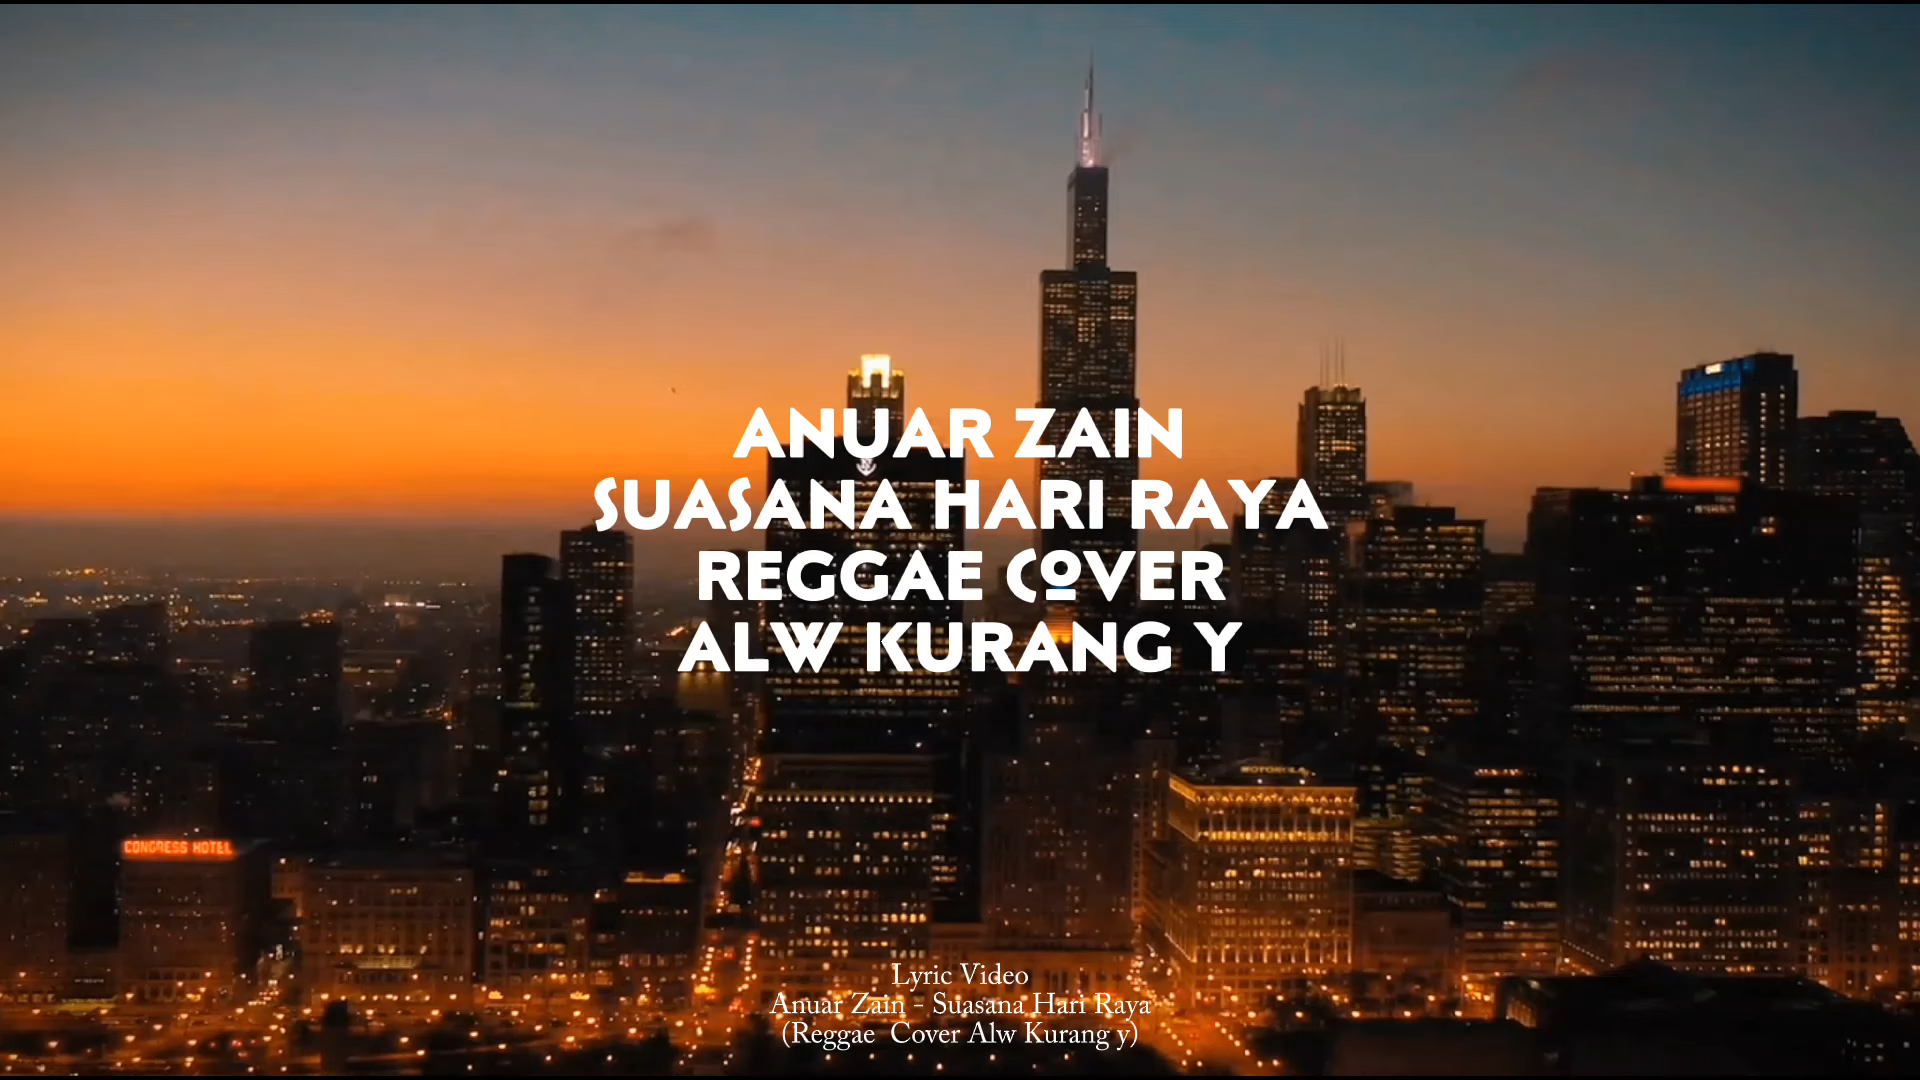 ANUAR ZAIN
SUASANA HARI RAYA
REGGAE COVER
ALW KURANG Y
CONGRESS HOTEL
Lyric Video
Anuar Zain - Suasana Hari Raya
(Reggae  Cover Alw Kurang y)